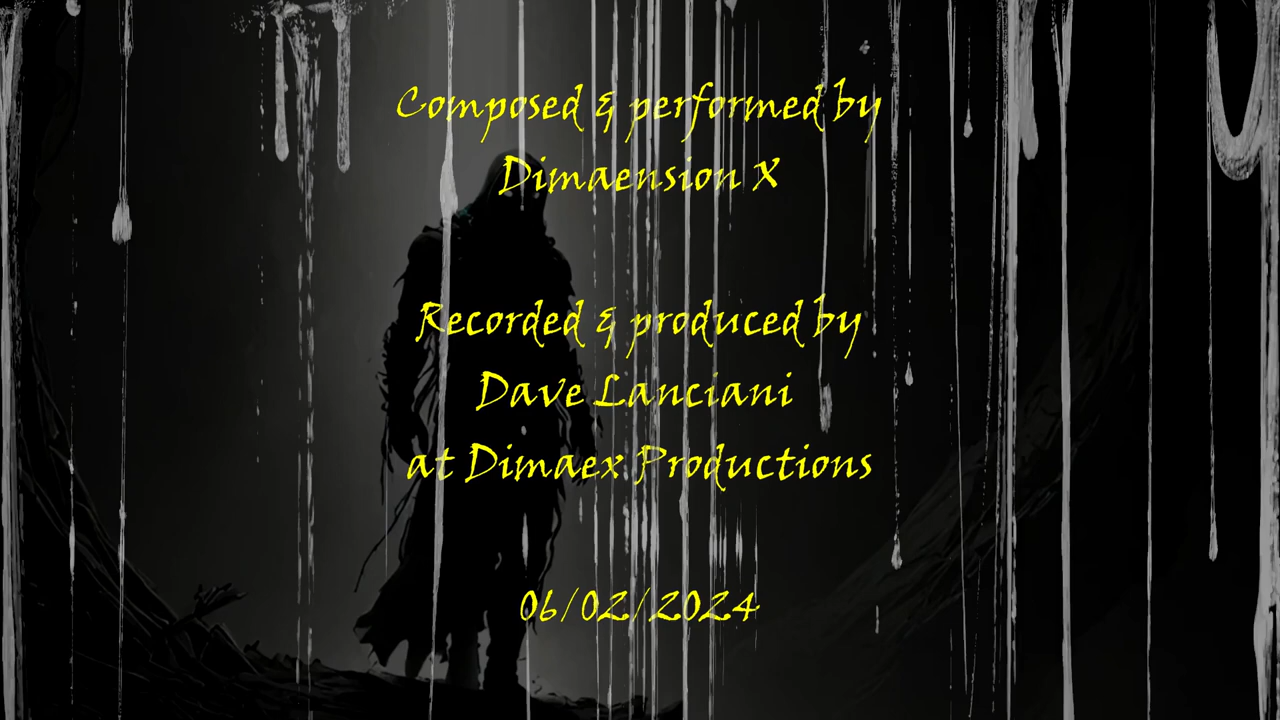 Composed & performed by
Dimaension X
Recorded & produced by
Dave Lanciani
at Dimaex Productions
06/02/2024